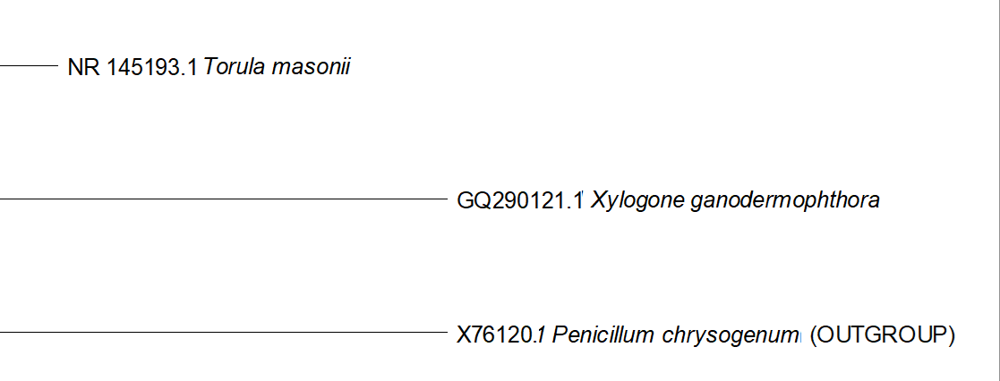 NR 145193.1 Torula masonii
GQ290121.1 Xylogone ganodermophthora
X76120.1 Penicillum chrysogenum (OUTGROUP)